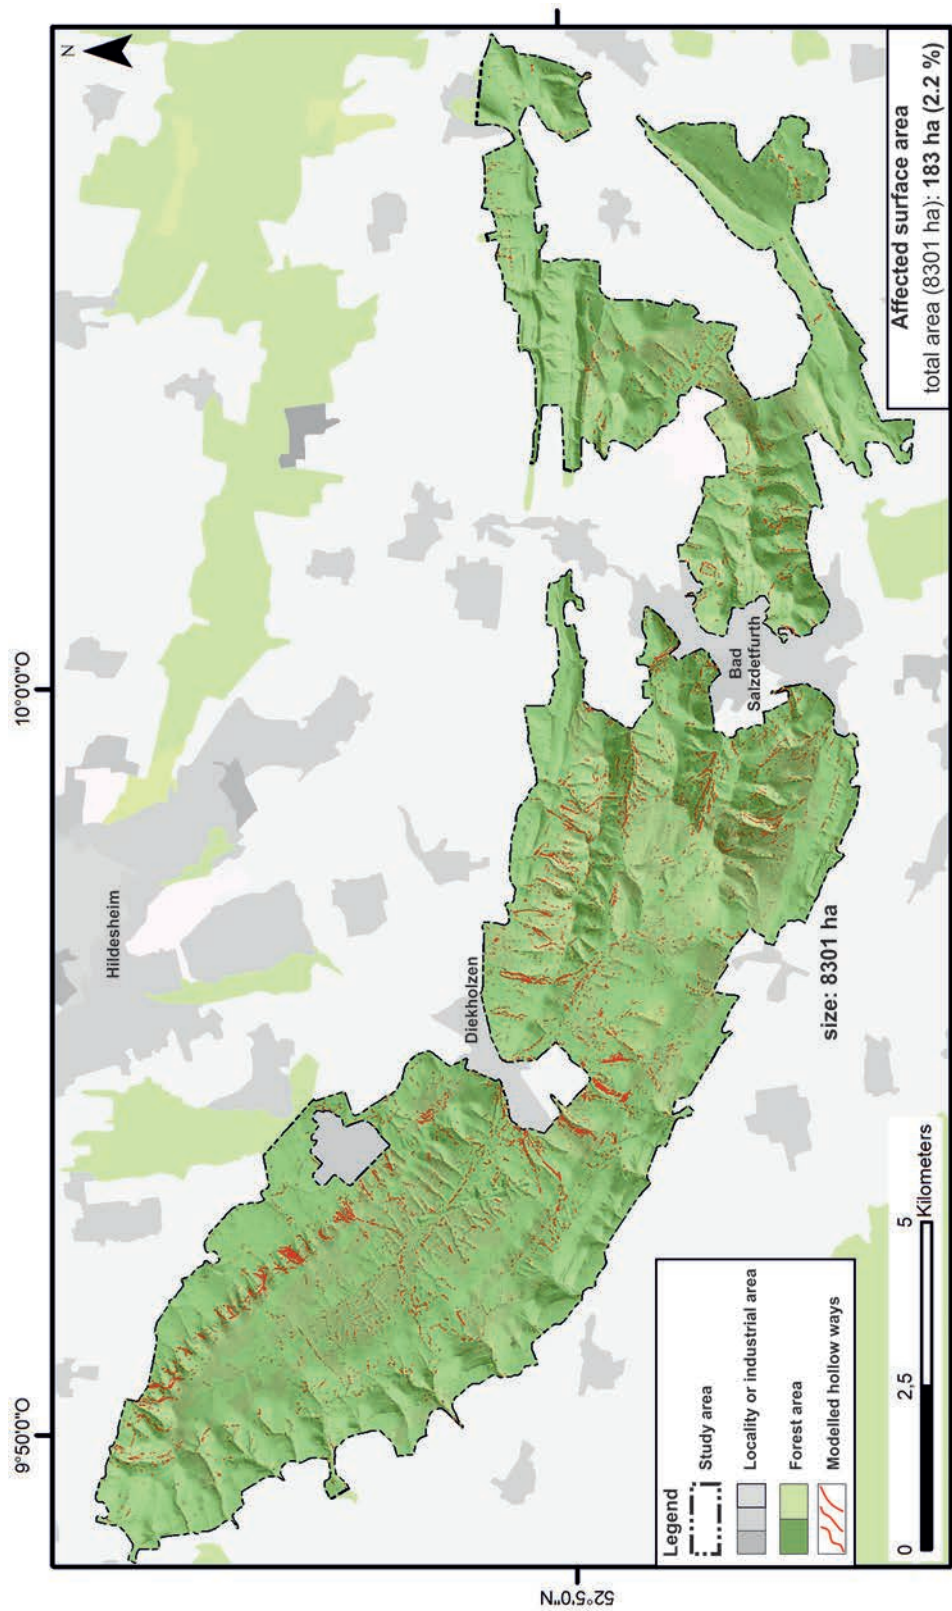 9°50'0"O
10°0'0"O
N
Hildesheim
Diekholzen
Bad
Salzdetfurth
52°5'0"N
size: 8301 ha
Legend
Study area
Locality or industrial area
Forest area
Modelled hollow ways
0
2,5
5
Kilometers
Affected surface area
total area (8301 ha): 183 ha (2.2 %)